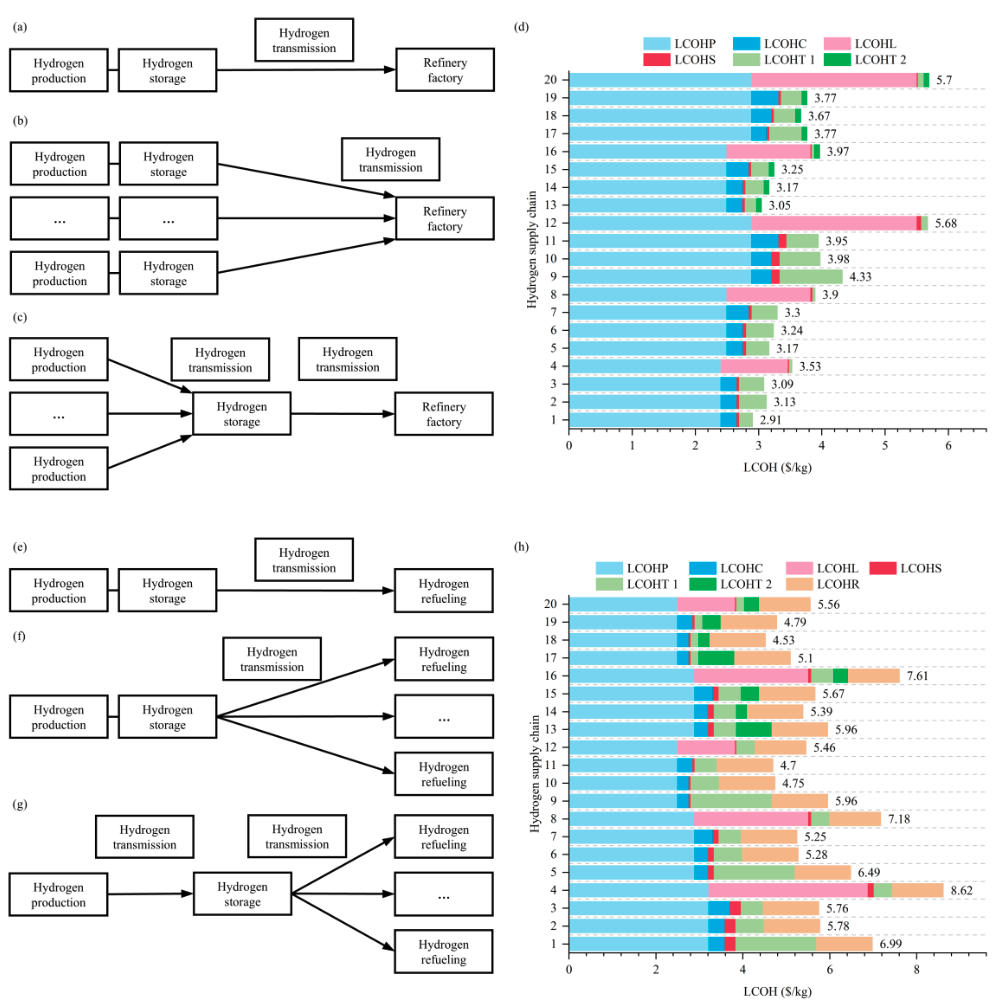 (a)
Hydrogen
transmission
Hydrogen
production
Hydrogen
storage
Refinery
factory
(b)
Hydrogen
production
Hydrogen
storage
Hydrogen
transmission
...
...
Refinery
factory
Hydrogen
production
Hydrogen
storage
(c)
Hydrogen
production
Hydrogen
transmission
Hydrogen
transmission
...
Hydrogen
storage
Refinery
factory
Hydrogen
production
(d)
LCOHP LCOHC LCOHL
LCOHS LCOHT 1 LCOHT 2
Hydrogen supply chain
20 5.7
19 3.77
18 3.67
17 3.77
16 3.97
15 3.25
14 3.17
13 3.05
12 5.68
11 3.95
10 3.98
9 4.33
8 3.9
7 3.3
6 3.24
5 3.17
4 3.53
3 3.09
2 3.13
1 2.91
0 1 2 3 4 5 6
LCOH ($/kg)
(e)
Hydrogen
transmission
Hydrogen
production
Hydrogen
storage
Hydrogen
refueling
(f)
Hydrogen
transmission
Hydrogen
refueling
Hydrogen
production
Hydrogen
storage
...
Hydrogen
refueling
(g)
Hydrogen
transmission
Hydrogen
transmission
Hydrogen
refueling
Hydrogen
production
Hydrogen
storage
...
Hydrogen
refueling
(h)
LCOHP LCOHC LCOHL LCOHS
LCOHT 1 LCOHT 2 LCOHR
Hydrogen supply chain
20 5.56
19 4.79
18 4.53
17 5.1
16 7.61
15 5.67
14 5.39
13 5.96
12 5.46
11 4.7
10 4.75
9 5.96
8 7.18
7 5.25
6 5.28
5 6.49
4 8.62
3 5.76
2 5.78
1 6.99
0 2 4 6 8
LCOH ($/kg)